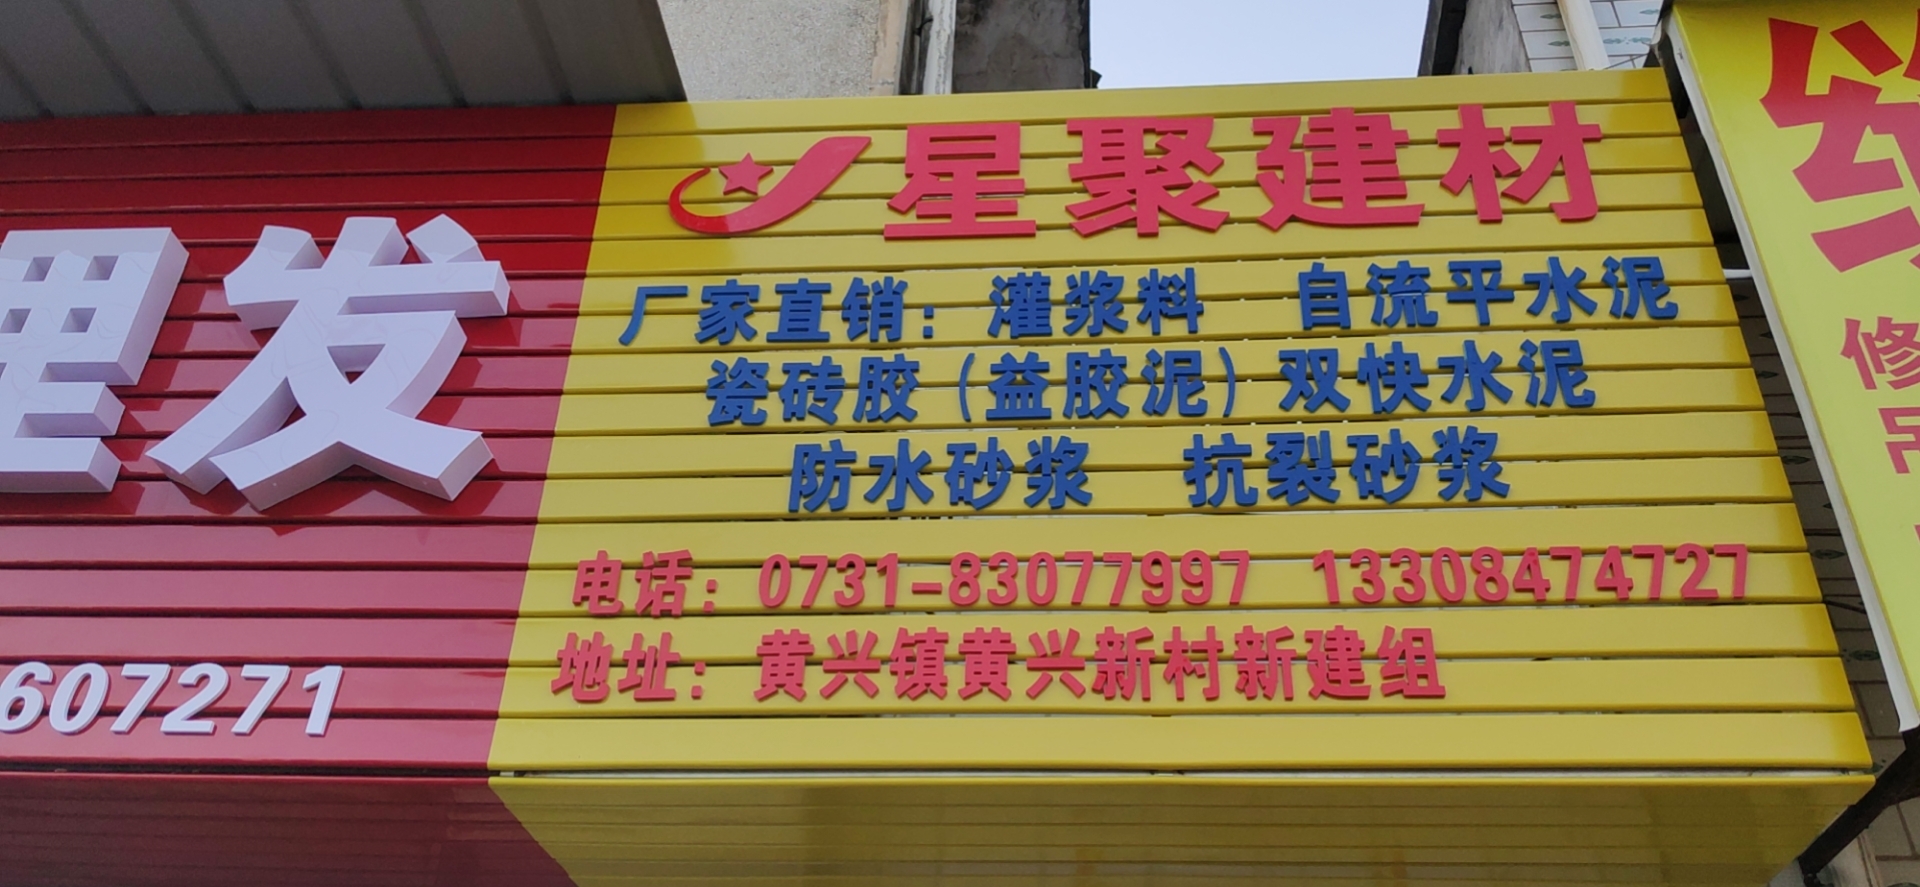 理发
607271
星聚建材
厂家直销：灌浆料 自流平水泥
瓷砖胶（益胶泥）双快水泥
防水砂浆 抗裂砂浆
电话：0731-83077997 13308474727
地址：黄兴镇黄兴新村新建组
修